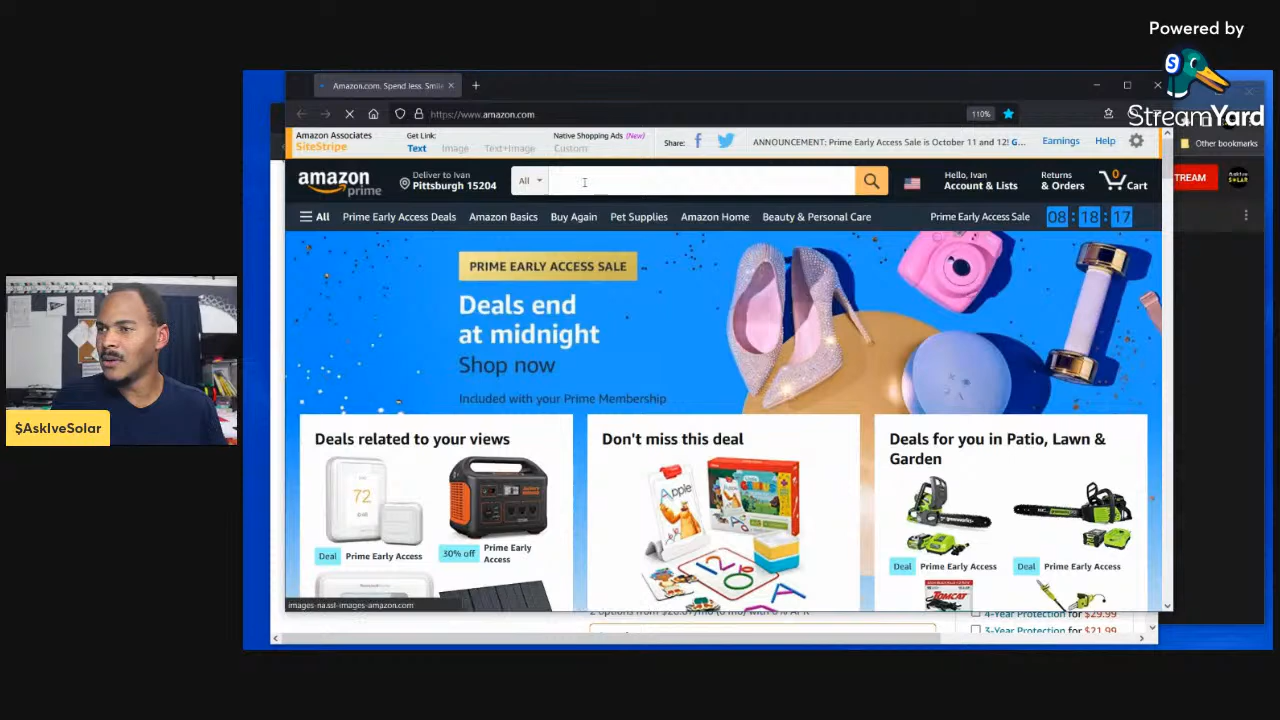 Powered by
S
StreamYard
Amazon.com. Spend less. Smile
https://www.amazon.com
110%
Other bookmarks
Amazon Associates
SiteStripe
Get Link:
Text
Image
Text+Image
Native Shopping Ads (New)
Custom
Share:
ANNOUNCEMENT: Prime Early Access Sale is October 11 and 12! G...
Earnings
Help
amazon
prime
Deliver to Ivan
Pittsburgh 15204
All
Hello, Ivan
Account & Lists
Returns
& Orders
0
Cart
All
Prime Early Access Deals
Amazon Basics
Buy Again
Pet Supplies
Amazon Home
Beauty & Personal Care
Prime Early Access Sale
08 : 18 : 17
PRIME EARLY ACCESS SALE
Deals end
at midnight
Shop now
Included with your Prime Membership
Deals related to your views
72
Deal Prime Early Access
30% off Prime Early
Access
Don't miss this deal
Apple
Deals for you in Patio, Lawn &
Garden
greenworks
Deal Prime Early Access
Deal Prime Early Access
TOMCAT
images-na.ssl-images-amazon.com
4-Year Protection for $29.99
3-Year Protection for $21.99
$AskIveSolar